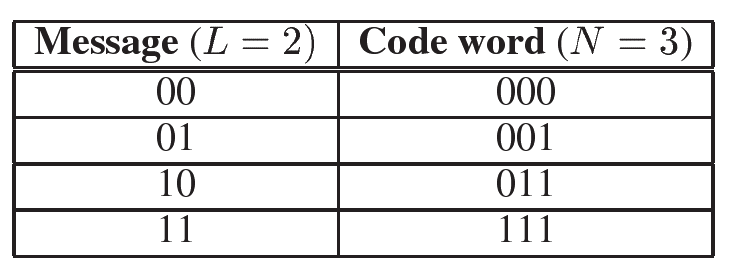 Message (L = 2) Code word (N = 3)
00 000
01 001
10 011
11 111